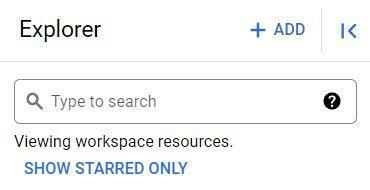 Explorer + ADD
Type to search
Viewing workspace resources.
SHOW STARRED ONLY